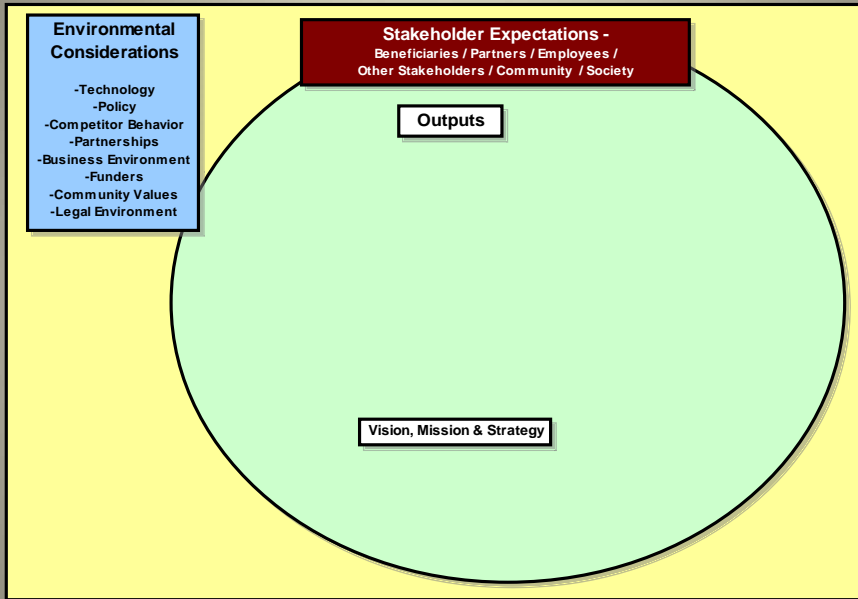 Environmental
Considerations
-Technology
-Policy
-Competitor Behavior
-Partnerships
-Business Environment
-Funders
-Community Values
-Legal Environment
Stakeholder Expectations -
Beneficiaries / Partners / Employees /
Other Stakeholders / Community / Society
Outputs
Vision, Mission & Strategy